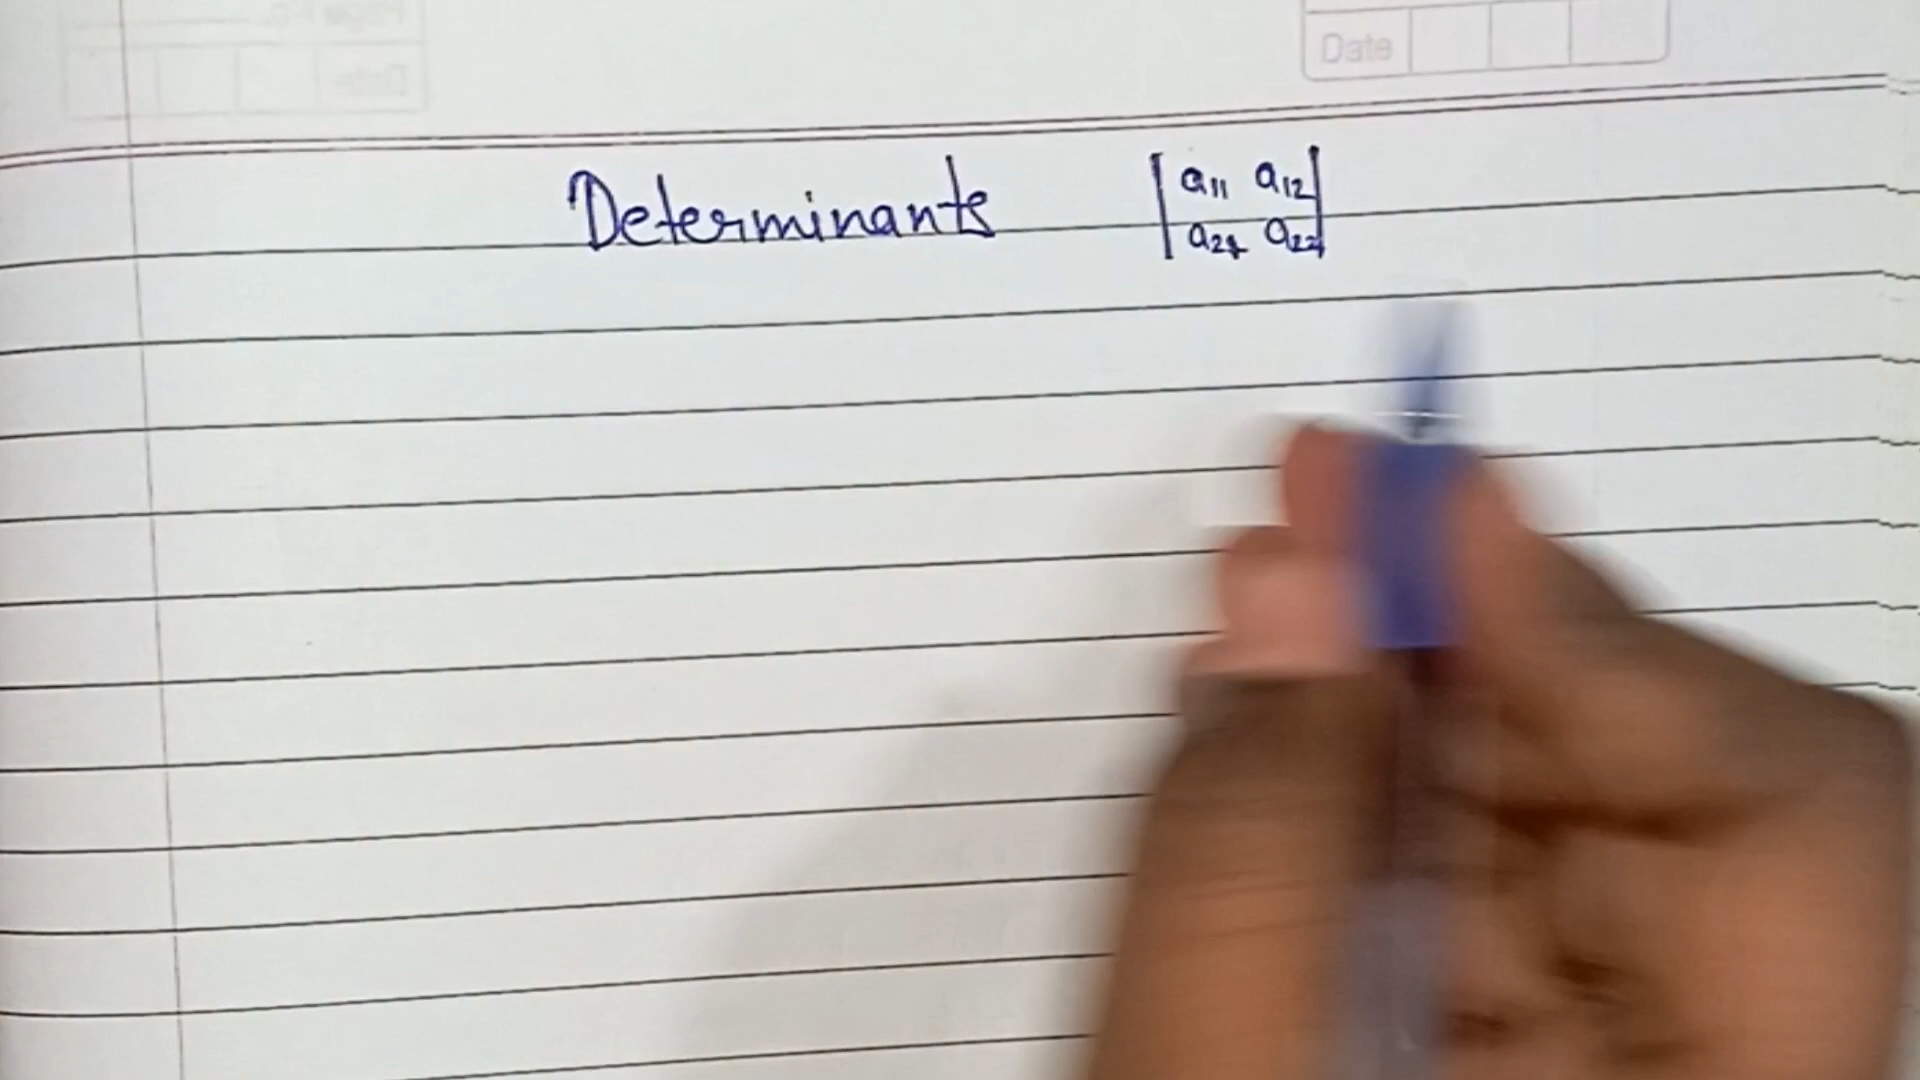 Date
Determinants | a11 a12 |
| a21 a22 |